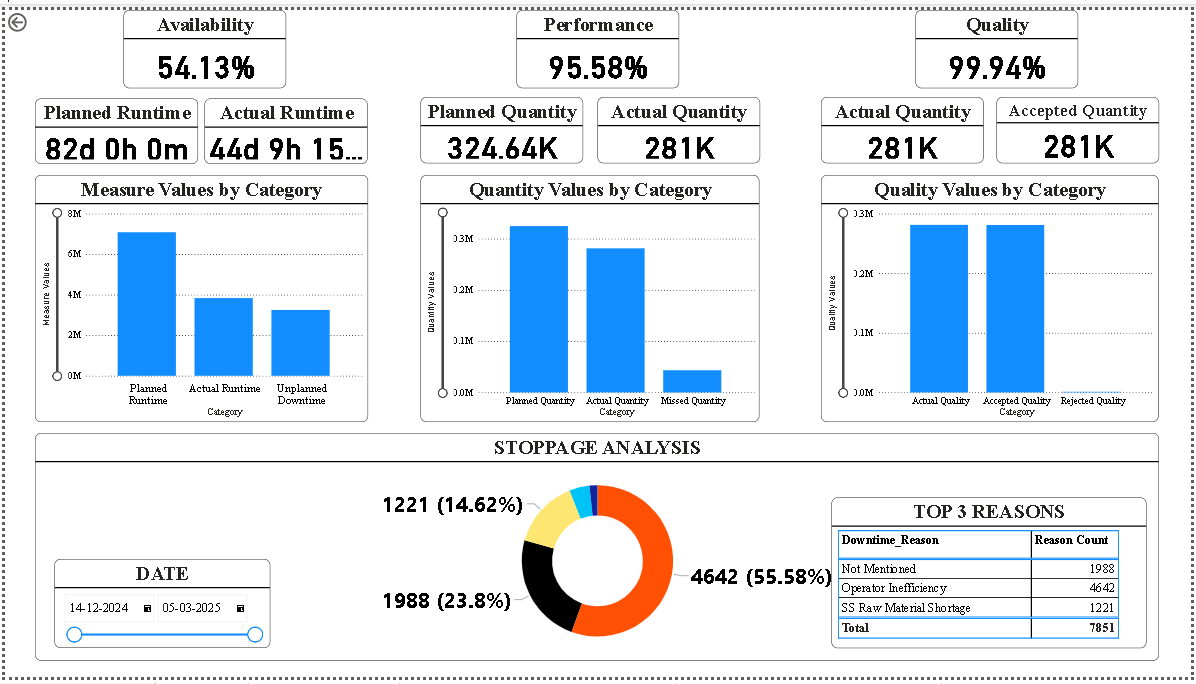 Availability
54.13%
Planned Runtime
82d 0h 0m
Actual Runtime
44d 9h 15...
Performance
95.58%
Planned Quantity
324.64K
Actual Quantity
281K
Quality
99.94%
Actual Quantity
281K
Accepted Quantity
281K
Measure Values by Category
Measure Values
8M
6M
4M
2M
0M
Planned
Runtime
Actual Runtime
Unplanned
Downtime
Category
Quantity Values by Category
Quantity Values
0.3M
0.2M
0.1M
0.0M
Planned Quantity
Actual Quantity
Missed Quantity
Category
Quality Values by Category
Quality Values
0.3M
0.2M
0.1M
0.0M
Actual Quality
Accepted Quality
Rejected Quality
Category
STOPPAGE ANALYSIS
DATE
14-12-2024
05-03-2025
1221 (14.62%)
1988 (23.8%)
4642 (55.58%)
TOP 3 REASONS
Downtime_Reason Reason Count
Not Mentioned 1988
Operator Inefficiency 4642
SS Raw Material Shortage 1221
Total 7851